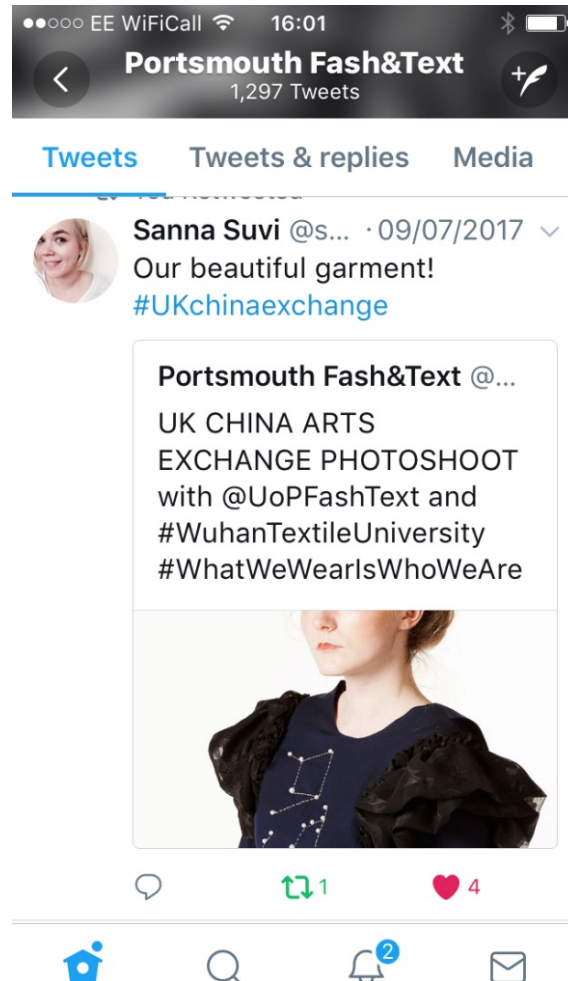 EE WiFiCall 16:01
Portsmouth Fash&Text
1,297 Tweets
Tweets Tweets & replies Media
You Retweeted
Sanna Suvi @s... · 09/07/2017
Our beautiful garment!
#UKchinaexchange
Portsmouth Fash&Text @...
UK CHINA ARTS
EXCHANGE PHOTOSHOOT
with @UoPFashText and
#WuhanTextileUniversity
#WhatWeWearIsWhoWeAre
1 4
2